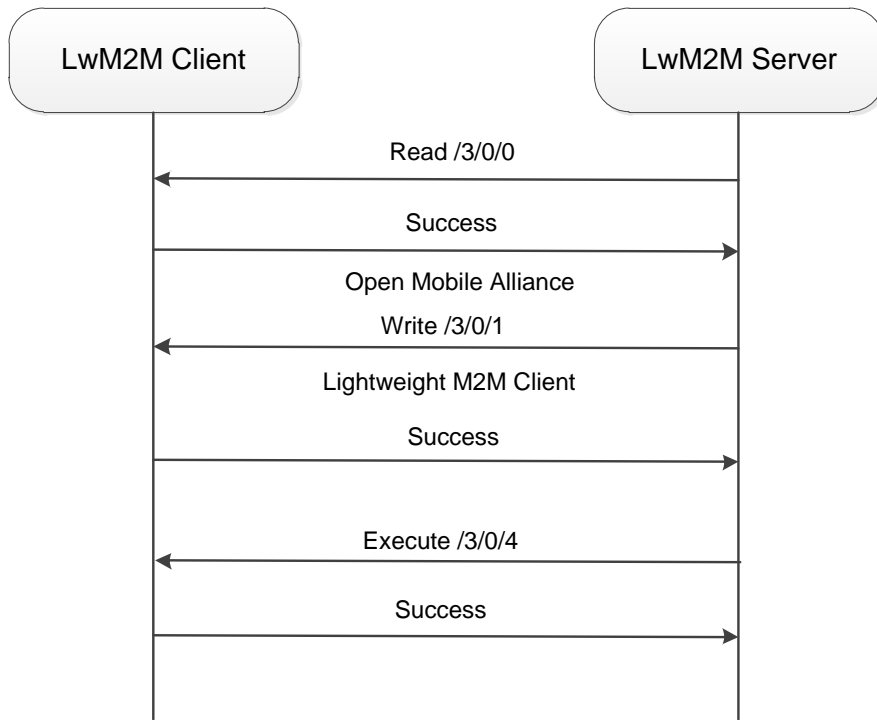 LwM2M Client
LwM2M Server
Read /3/0/0
Success
Open Mobile Alliance
Write /3/0/1
Lightweight M2M Client
Success
Execute /3/0/4
Success